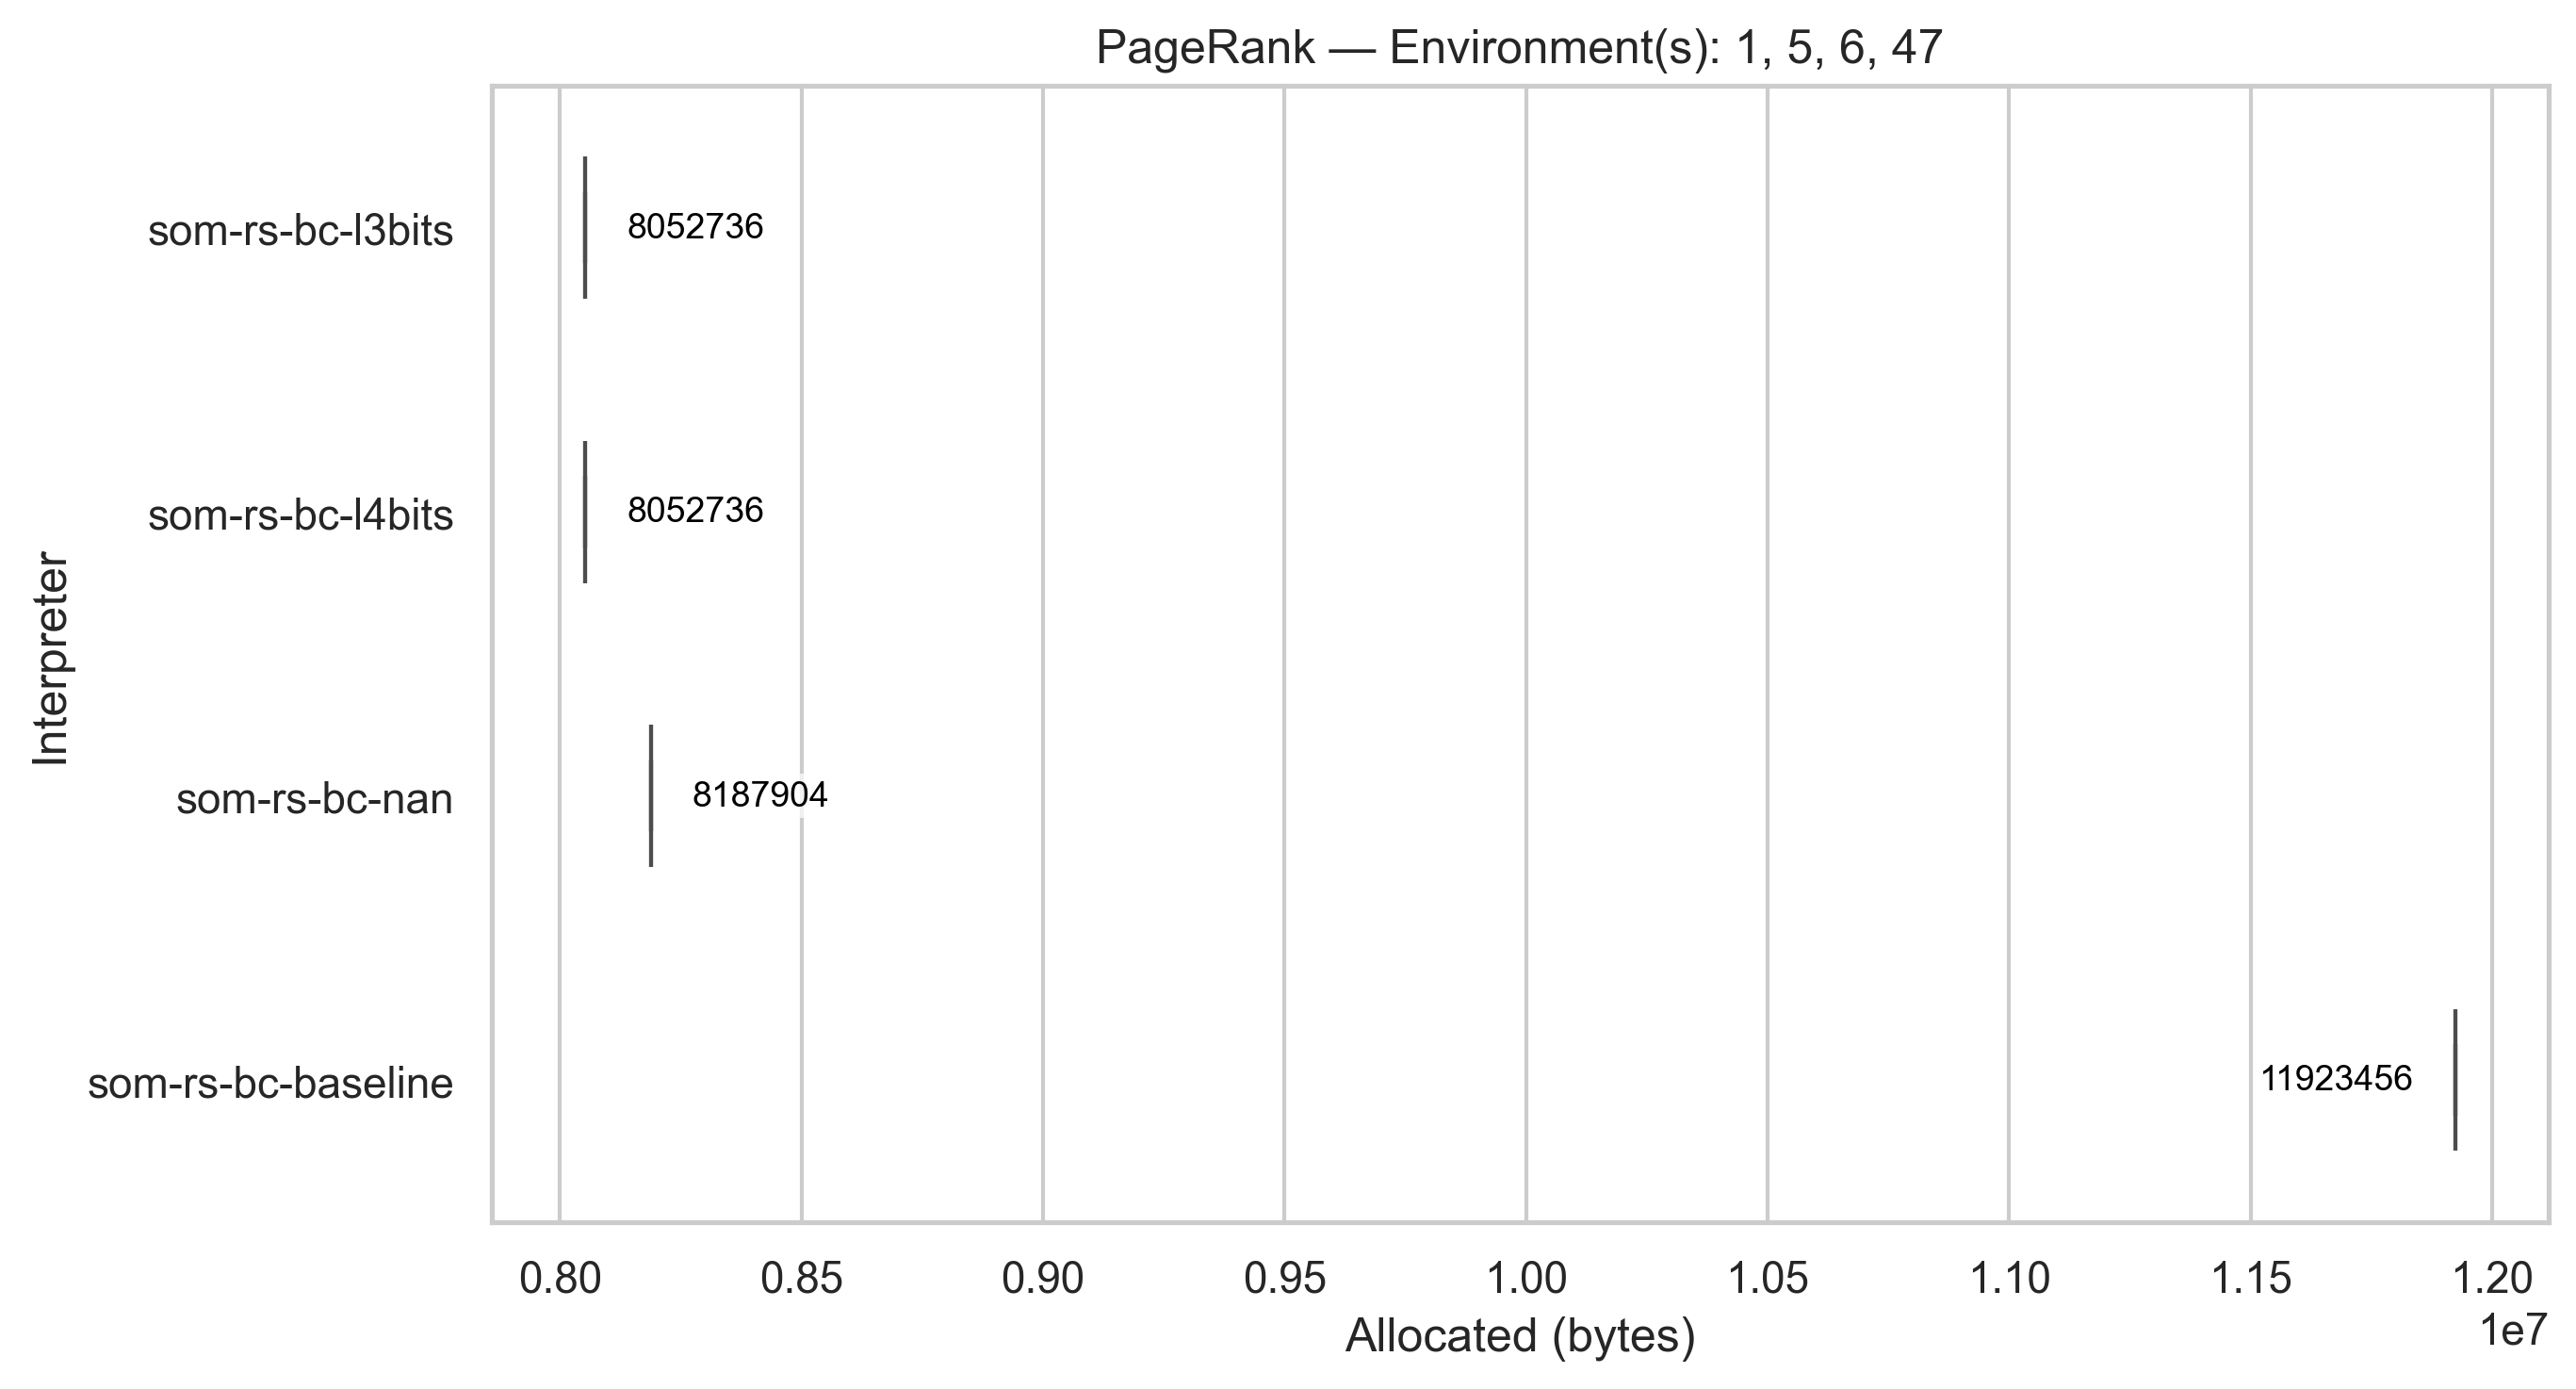 PageRank — Environment(s): 1, 5, 6, 47
Interpreter
som-rs-bc-l3bits
8052736
som-rs-bc-l4bits
8052736
som-rs-bc-nan
8187904
som-rs-bc-baseline
11923456
0.80 0.85 0.90 0.95 1.00 1.05 1.10 1.15 1.20
1e7
Allocated (bytes)